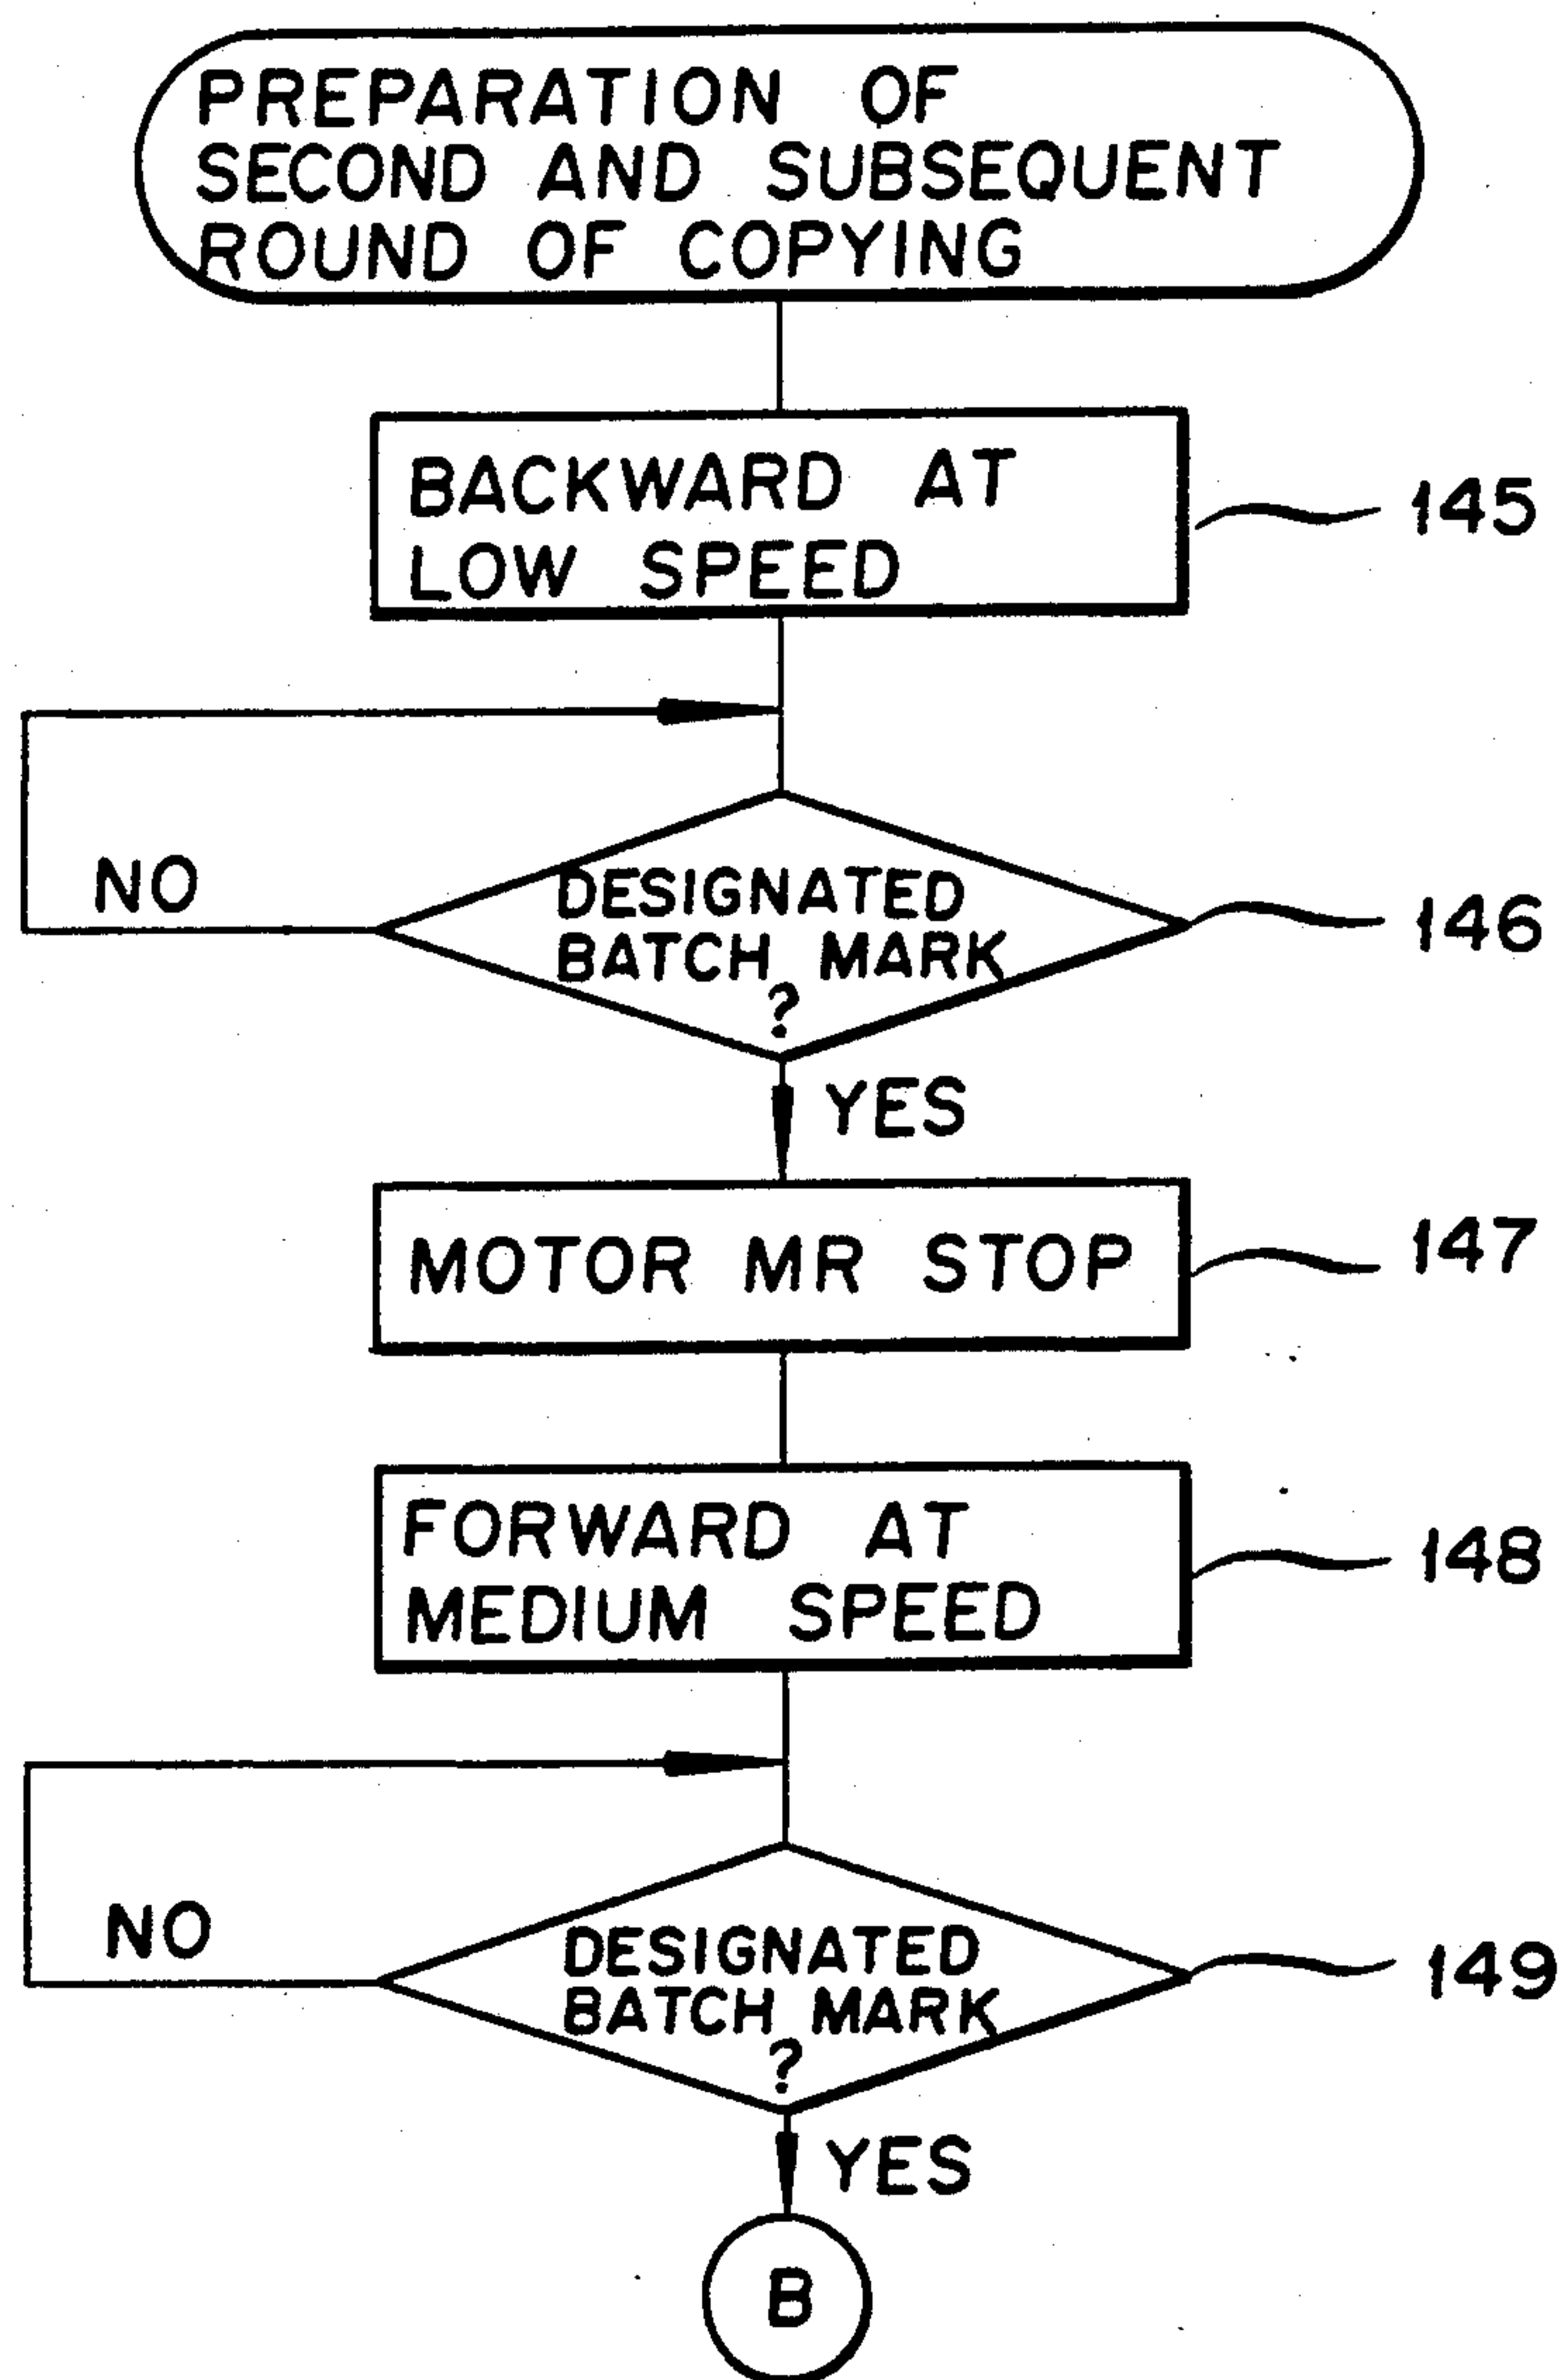 PREPARATION OF
SECOND AND SUBSEQUENT
ROUND OF COPYING
BACKWARD AT
LOW SPEED
145
NO
DESIGNATED
BATCH MARK
?
146
YES
MOTOR MR STOP
147
FORWARD AT
MEDIUM SPEED
148
NO
DESIGNATED
BATCH MARK
?
149
YES
B